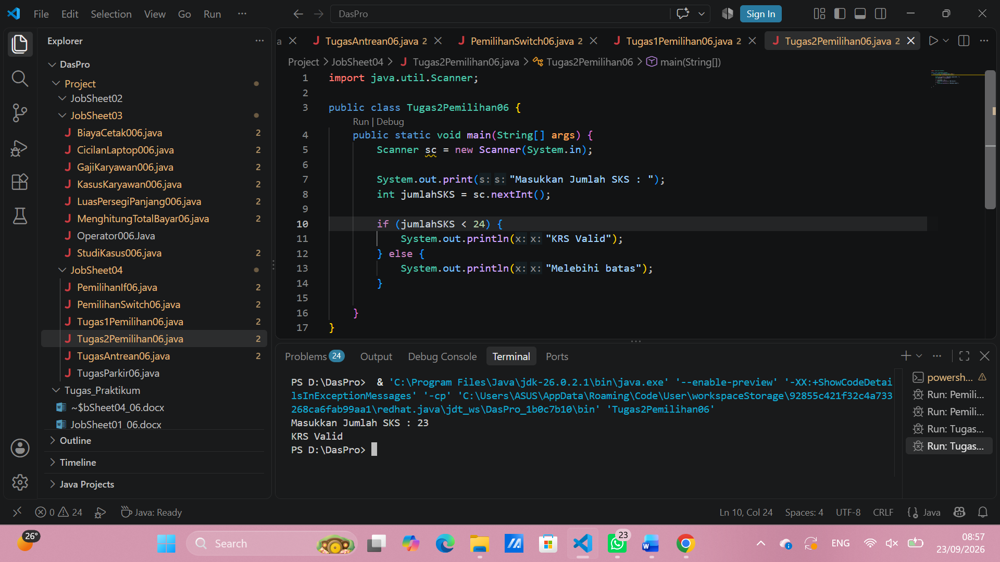 File Edit Selection View Go Run ··· DasPro Sign In
Explorer ···
DasPro
Project
JobSheet02
JobSheet03
BiayaCetak006.java 2
CicilanLaptop006.java 2
GajiKaryawan006.java 2
KasusKaryawan006.java 2
LuasPersegiPanjang006.java 2
MenghitungTotalBayar06.java 2
Operator006.Java
StudiKasus006.java 2
JobSheet04
PemilihanIf06.java 2
PemilihanSwitch06.java 2
Tugas1Pemilihan06.java 2
Tugas2Pemilihan06.java 2
TugasAntrean06.java 2
TugasParkir06.java
Tugas_Praktikum
~$bSheet04_06.docx
JobSheet01_06.docx
Outline
Timeline
Java Projects
a TugasAntrean06.java 2 PemilihanSwitch06.java 2 Tugas1Pemilihan06.java 2 Tugas2Pemilihan06.java 2 ···
Project > JobSheet04 > Tugas2Pemilihan06.java > Tugas2Pemilihan06 > main(String[])
1 import java.util.Scanner;
2
3 public class Tugas2Pemilihan06 {
Run | Debug
4 public static void main(String[] args) {
5 Scanner sc = new Scanner(System.in);
6
7 System.out.print(s: s: "Masukkan Jumlah SKS : ");
8 int jumlahSKS = sc.nextInt();
9
10 if (jumlahSKS < 24) {
11 System.out.println(x: x: "KRS Valid");
12 } else {
13 System.out.println(x: x: "Melebihi batas");
14 }
15
16 }
17 }
Problems 24 Output Debug Console Terminal Ports
PS D:\DasPro> & 'C:\Program Files\Java\jdk-26.0.2.1\bin\java.exe' '--enable-preview' '-XX:+ShowCodeDetai
lsInExceptionMessages' '-cp' 'C:\Users\ASUS\AppData\Roaming\Code\User\workspaceStorage\92855c421f32c4a733
268ca6fab99aa1\redhat.java\jdt_ws\DasPro_1b0c7b10\bin' 'Tugas2Pemilihan06'
Masukkan Jumlah SKS : 23
KRS Valid
PS D:\DasPro>
powersh...
Run: Pemili...
Run: Pemili...
Run: Tugas...
Run: Tugas...
0 24 Java: Ready Ln 10, Col 24 Spaces: 4 UTF-8 CRLF Java
26° Search 23 ENG 08:57
23/09/2026